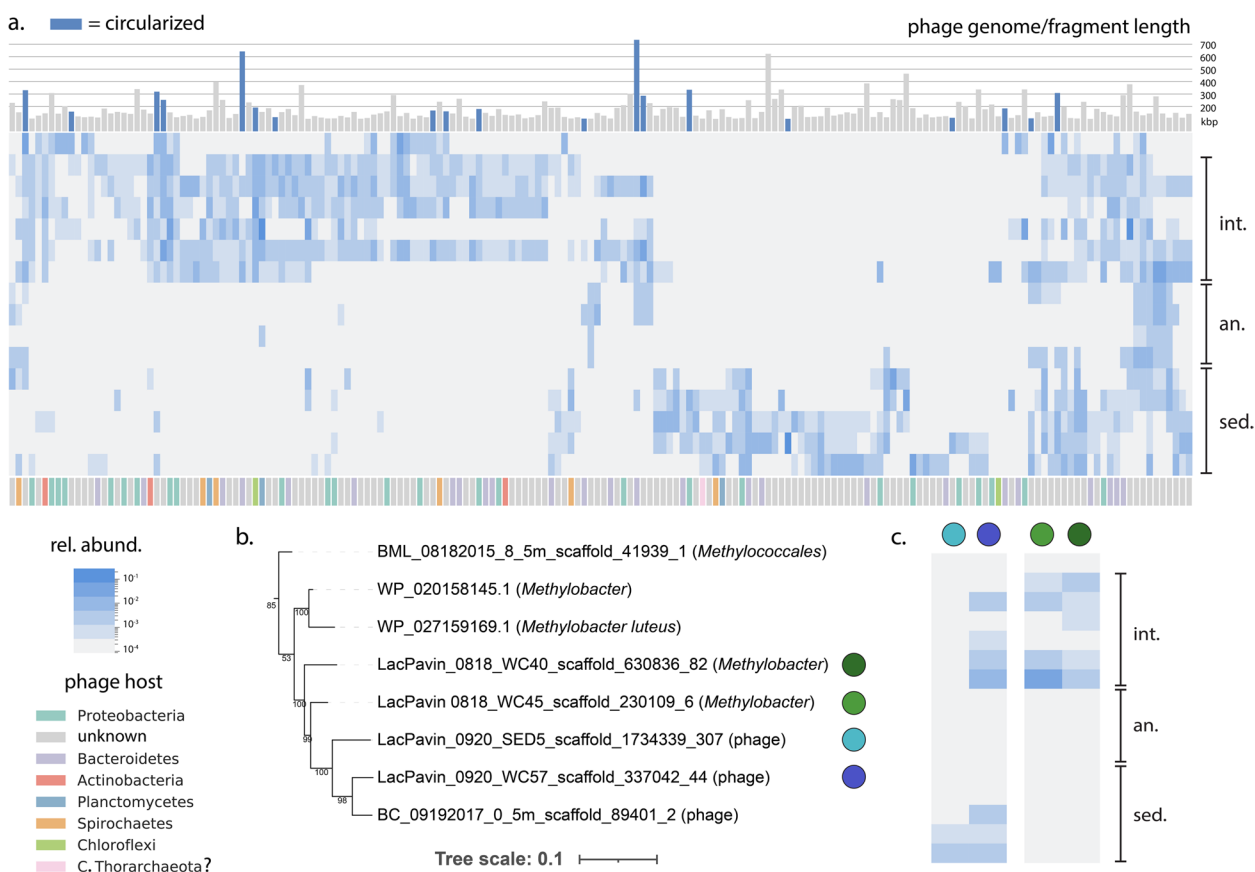 a.
= circularized
phage genome/fragment length
700
600
500
400
300
200
kbp
int.
an.
sed.
rel. abund.
10-1
10-2
10-3
10-4
phage host
Proteobacteria
unknown
Bacteroidetes
Actinobacteria
Planctomycetes
Spirochaetes
Chloroflexi
C. Thorarchaeota?
b.
BML_08182015_8_5m_scaffold_41939_1 (Methylococcales)
WP_020158145.1 (Methylobacter)
WP_027159169.1 (Methylobacter luteus)
LacPavin_0818_WC40_scaffold_630836_82 (Methylobacter)
LacPavin 0818_WC45_scaffold_230109_6 (Methylobacter)
LacPavin_0920_SED5_scaffold_1734339_307 (phage)
LacPavin_0920_WC57_scaffold_337042_44 (phage)
BC_09192017_0_5m_scaffold_89401_2 (phage)
85
100
53
100
99
100
98
Tree scale: 0.1
c.
int.
an.
sed.